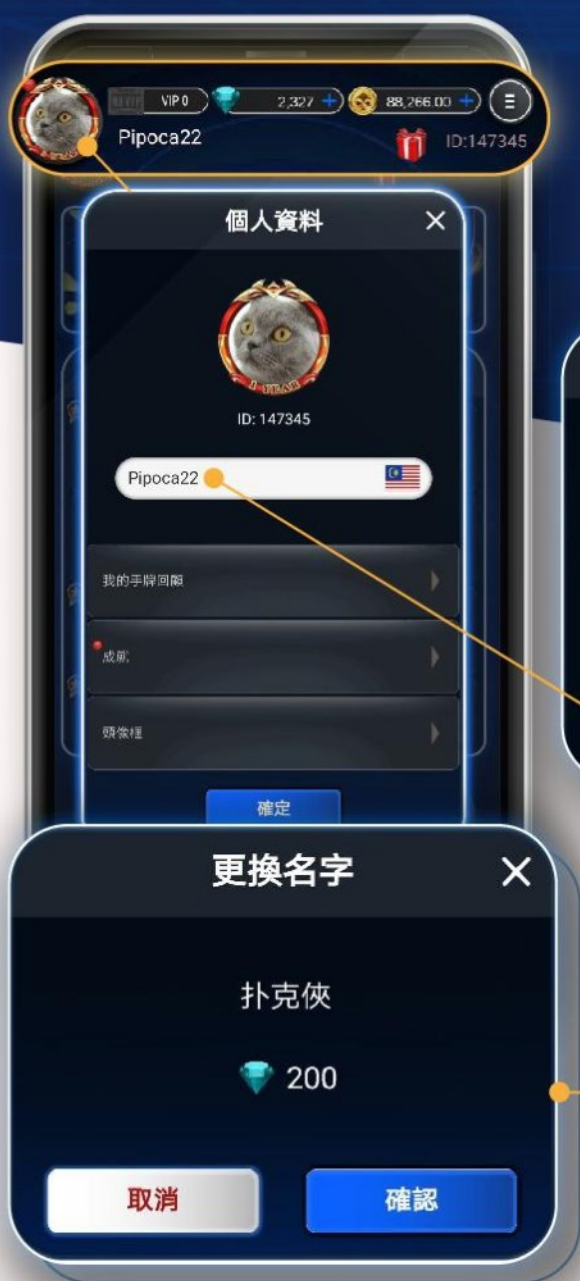 VIP 0
2,327
88,266.00
Pipoca22
ID:147345
個人資料
1 YEAR
ID: 147345
Pipoca22
我的手牌回顧
成就
頭像框
確定
更換名字
扑克俠
200
取消
確認